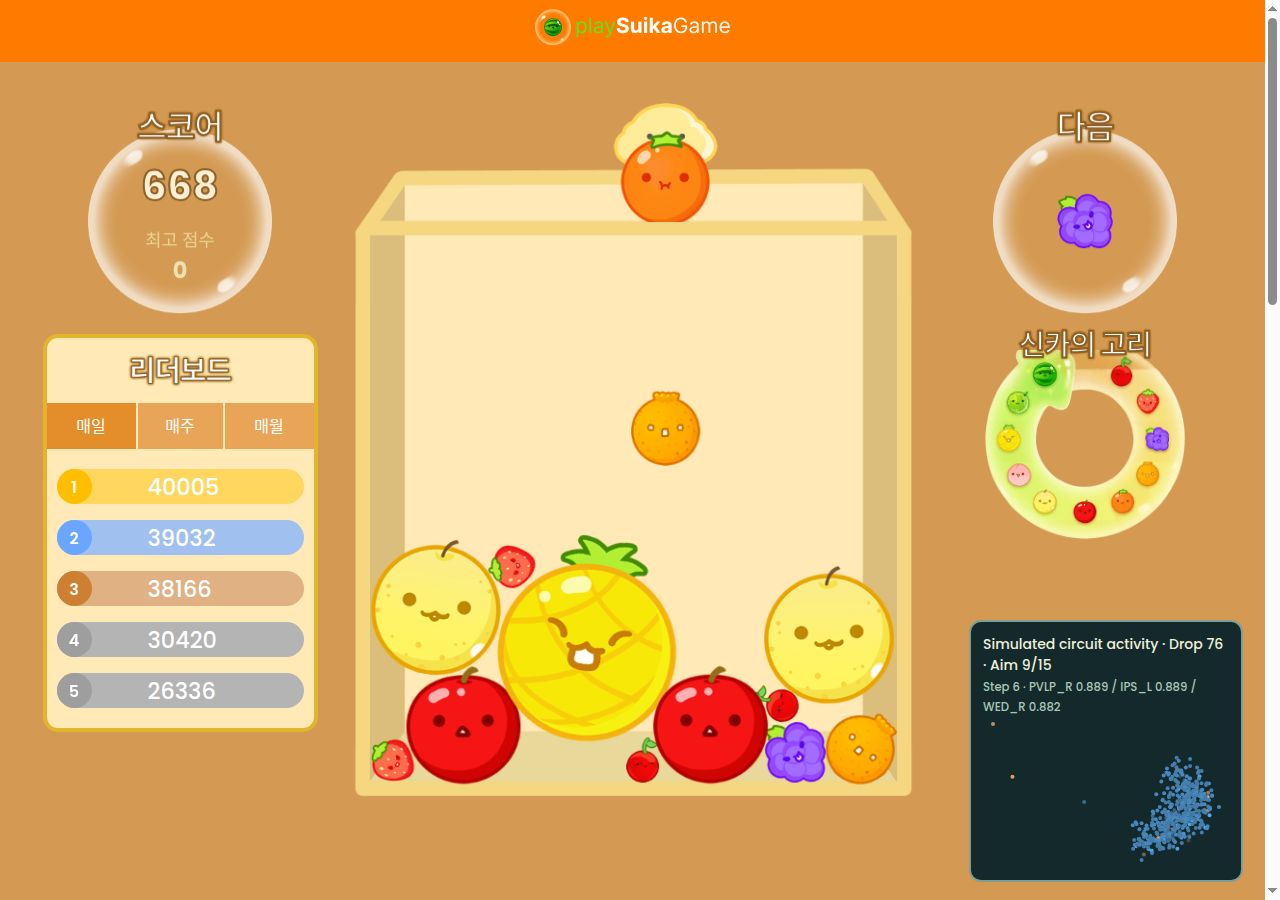 playSuikaGame
스코어
668
최고 점수
0
다음
리더보드
매일 매주 매월
1 40005
2 39032
3 38166
4 30420
5 26336
신카의 고리
Simulated circuit activity · Drop 76
· Aim 9/15
Step 6 · PVLP_R 0.889 / IPS_L 0.889 /
WED_R 0.882